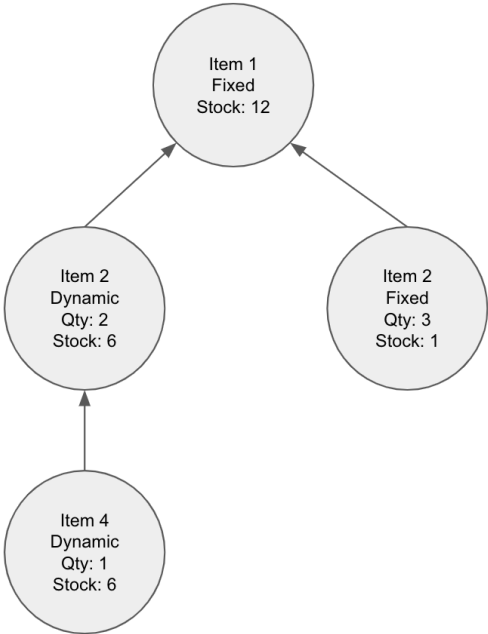 Item 1
Fixed
Stock: 12
Item 2
Dynamic
Qty: 2
Stock: 6
Item 2
Fixed
Qty: 3
Stock: 1
Item 4
Dynamic
Qty: 1
Stock: 6